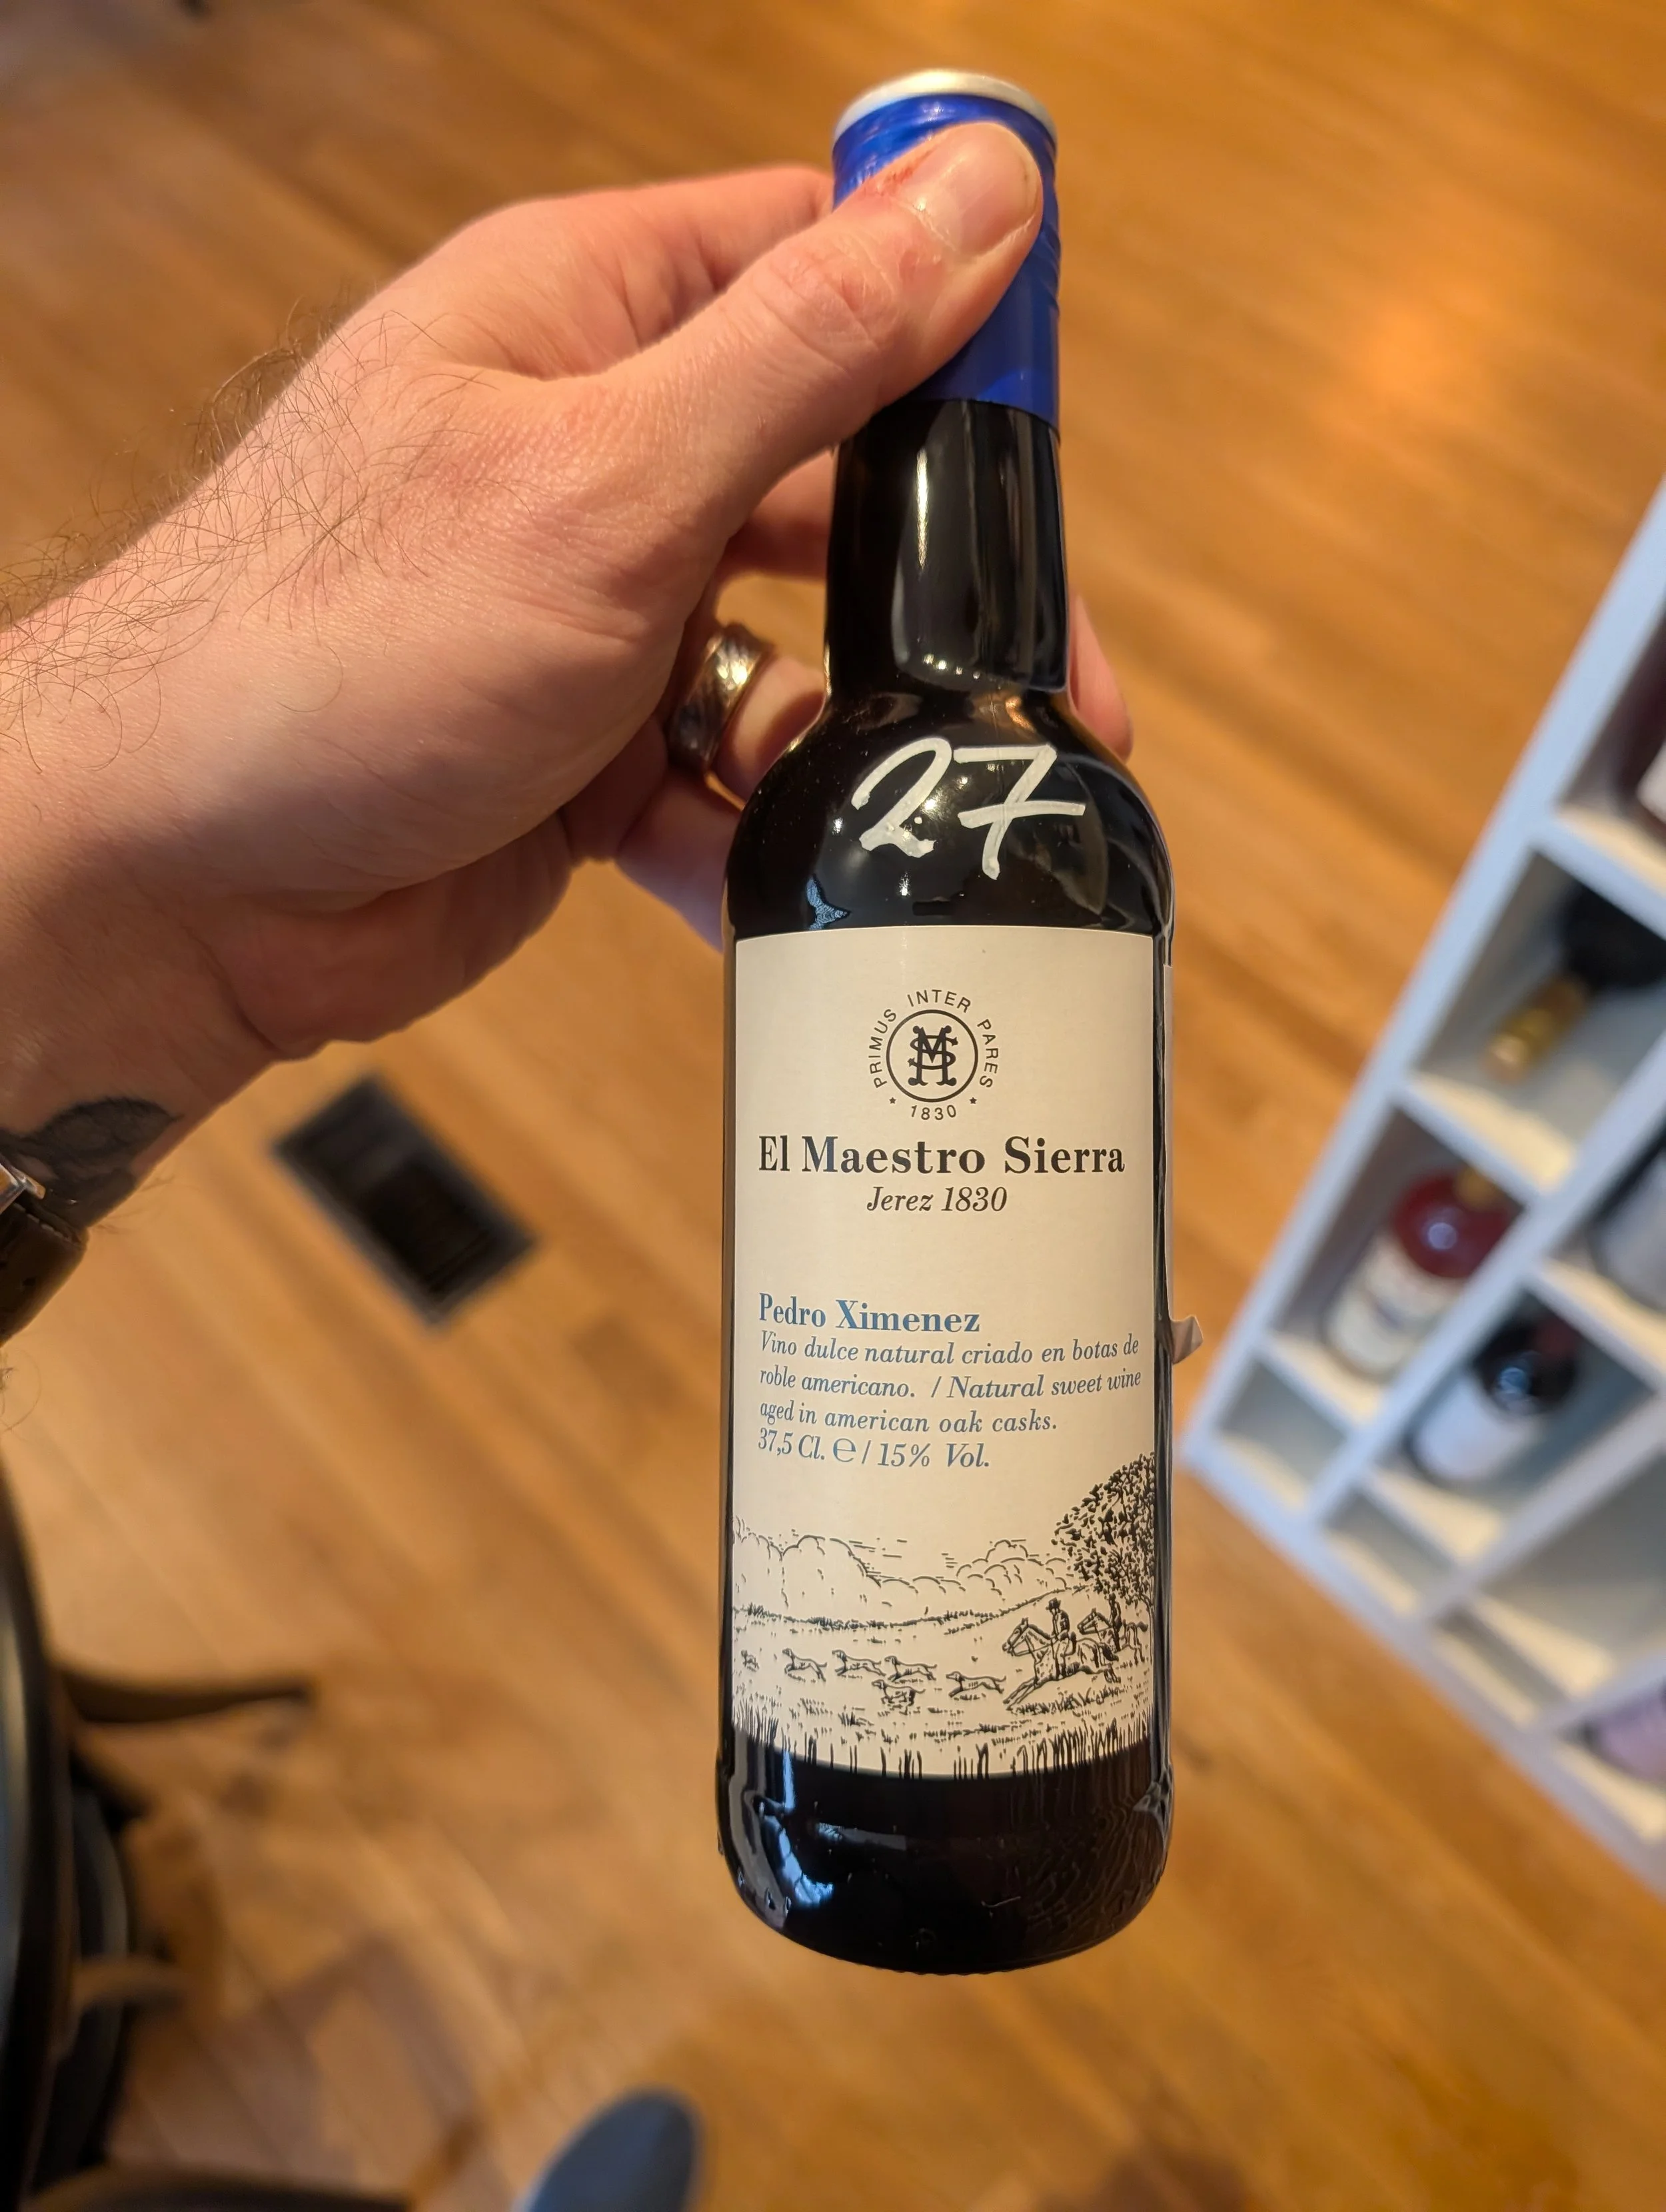 27
PRIMUS INTER PARES
MS
1830
El Maestro Sierra
Jerez 1830
Pedro Ximenez
Vino dulce natural criado en botas de
roble americano. / Natural sweet wine
aged in american oak casks.
37,5 Cl. ℮ / 15% Vol.